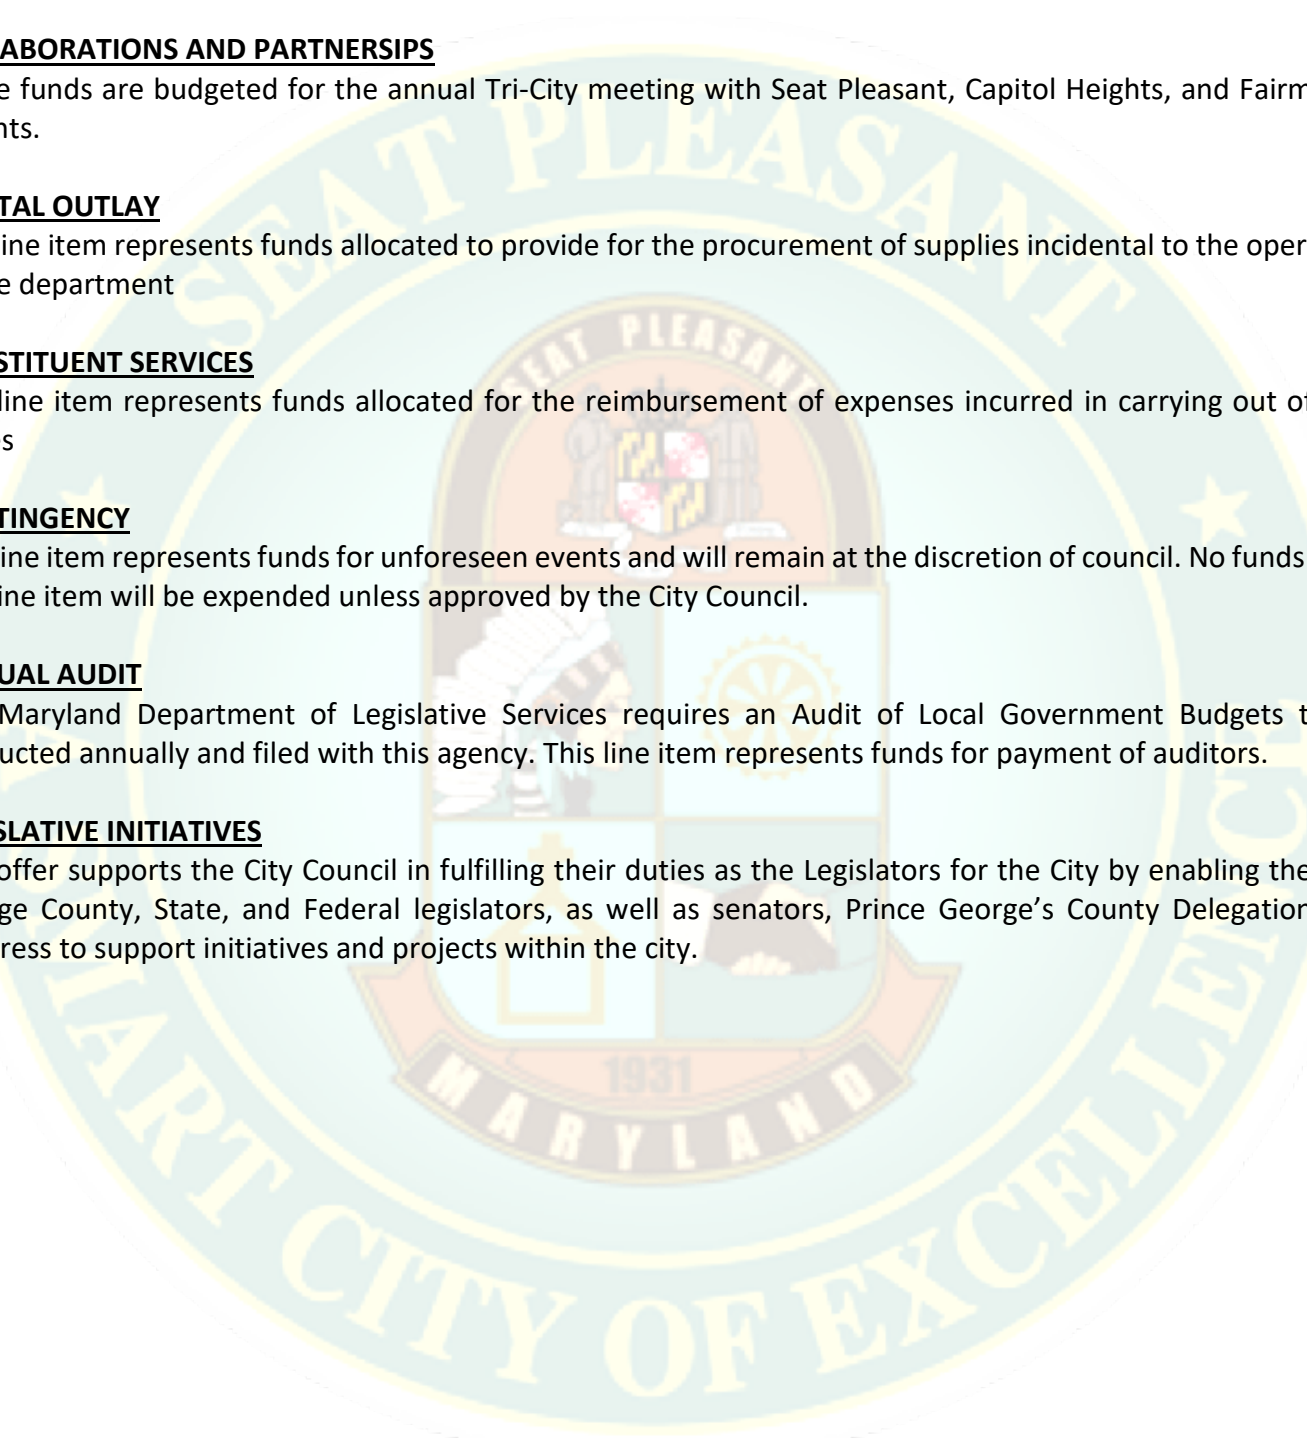 ABORATIONS AND PARTNERSIPS
e funds are budgeted for the annual Tri-City meeting with Seat Pleasant, Capitol Heights, and Fairm
nts.
TAL OUTLAY
ine item represents funds allocated to provide for the procurement of supplies incidental to the oper
e department
STITUENT SERVICES
line item represents funds allocated for the reimbursement of expenses incurred in carrying out of
s
TINGENCY
ine item represents funds for unforeseen events and will remain at the discretion of council. No funds
ine item will be expended unless approved by the City Council.
UAL AUDIT
Maryland Department of Legislative Services requires an Audit of Local Government Budgets t
ucted annually and filed with this agency. This line item represents funds for payment of auditors.
SLATIVE INITIATIVES
offer supports the City Council in fulfilling their duties as the Legislators for the City by enabling the
ge County, State, and Federal legislators, as well as senators, Prince George’s County Delegation
ress to support initiatives and projects within the city.
SEAT PLEASANT
A SMART CITY OF EXCELLENCE
SEAT PLEASANT
1931
MARYLAND